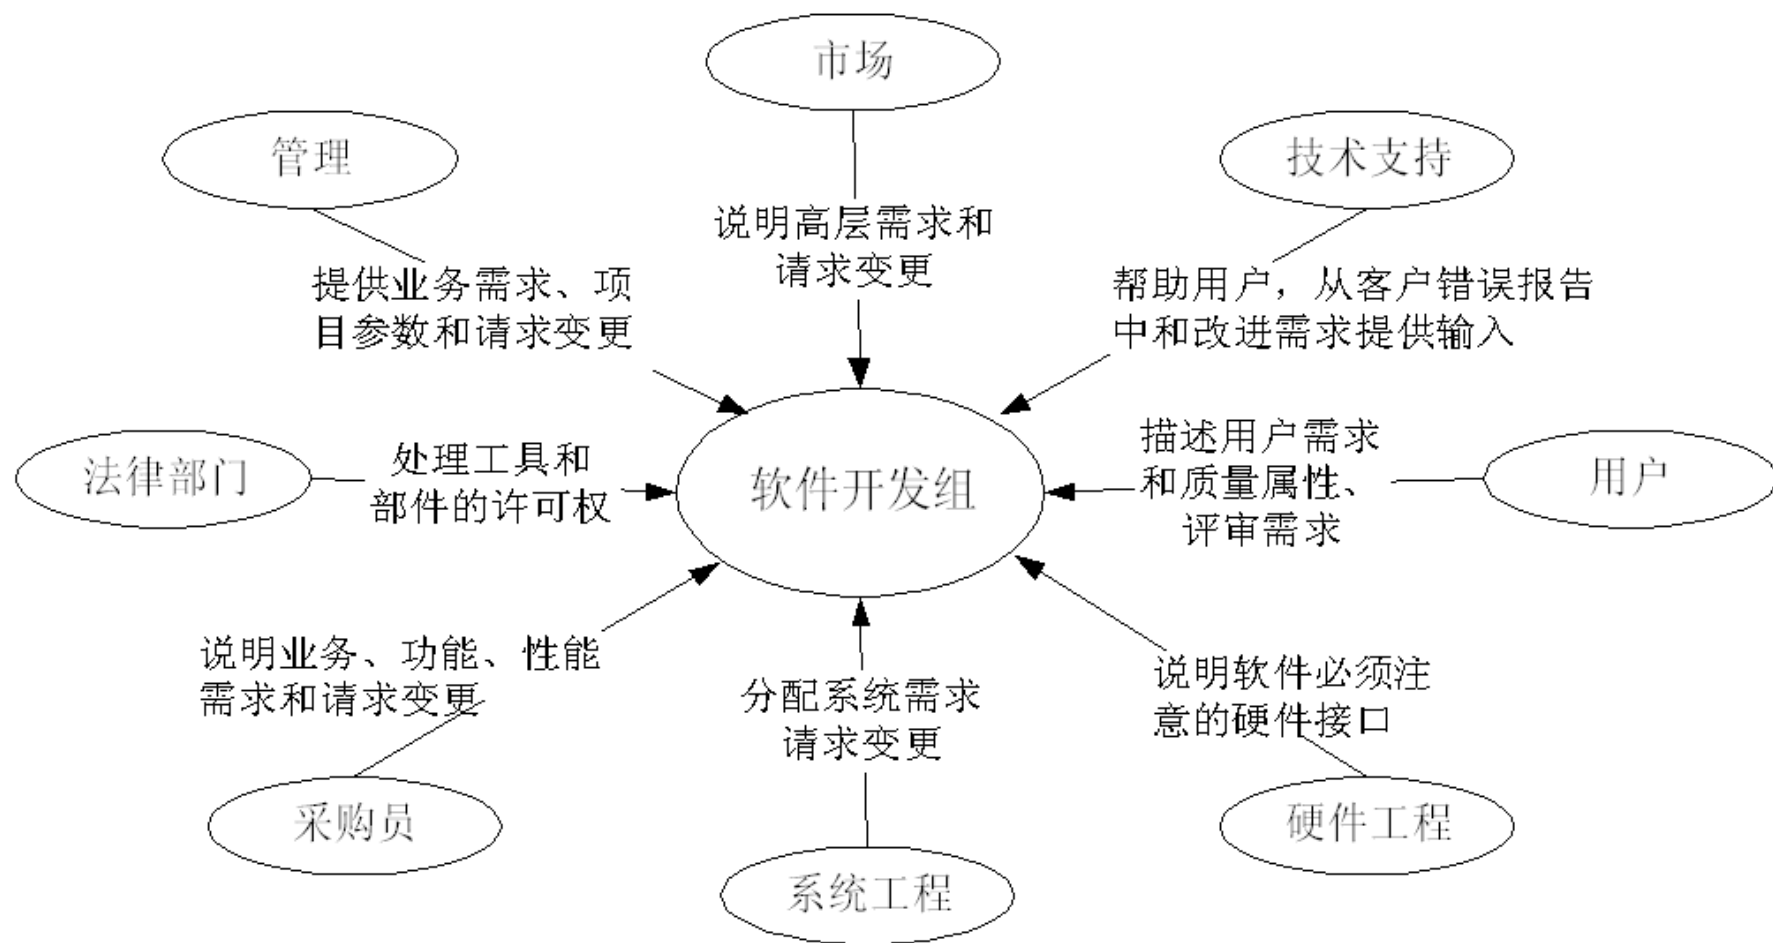 市场
管理
技术支持
说明高层需求和
请求变更
提供业务需求、项
目参数和请求变更
帮助用户，从客户错误报告
中和改进需求提供输入
法律部门
处理工具和
部件的许可权
软件开发组
描述用户需求
和质量属性、
评审需求
用户
说明业务、功能、性能
需求和请求变更
分配系统需求
请求变更
说明软件必须注
意的硬件接口
采购员
系统工程
硬件工程